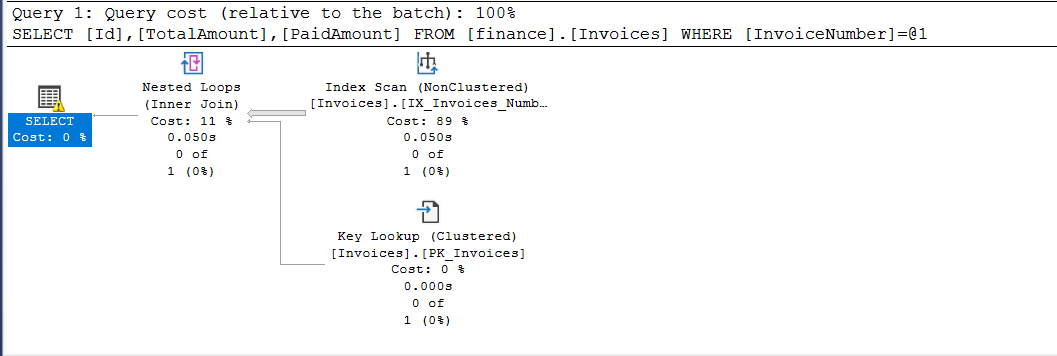 Query 1: Query cost (relative to the batch): 100%
SELECT [Id],[TotalAmount],[PaidAmount] FROM [finance].[Invoices] WHERE [InvoiceNumber]=@1
SELECT
Cost: 0 %
Nested Loops
(Inner Join)
Cost: 11 %
0.050s
0 of
1 (0%)
Index Scan (NonClustered)
[Invoices].[IX_Invoices_Numb…
Cost: 89 %
0.050s
0 of
1 (0%)
Key Lookup (Clustered)
[Invoices].[PK_Invoices]
Cost: 0 %
0.000s
0 of
1 (0%)